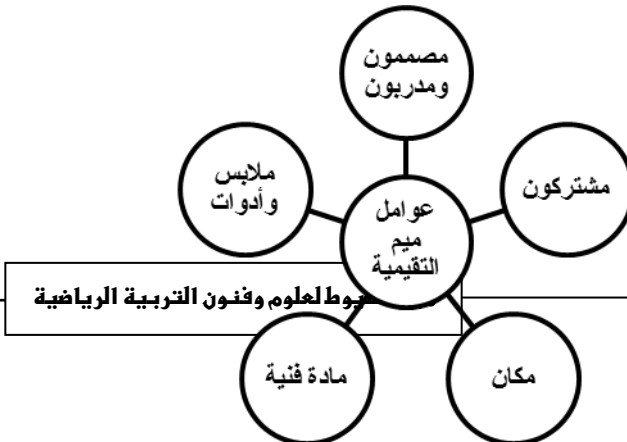 مصممون
ومدربون
مشتركون
ملابس
وأدوات
عوامل
ميم
التقيمية
لعلوم وفنون التربية الرياضية
مادة فنية
مكان